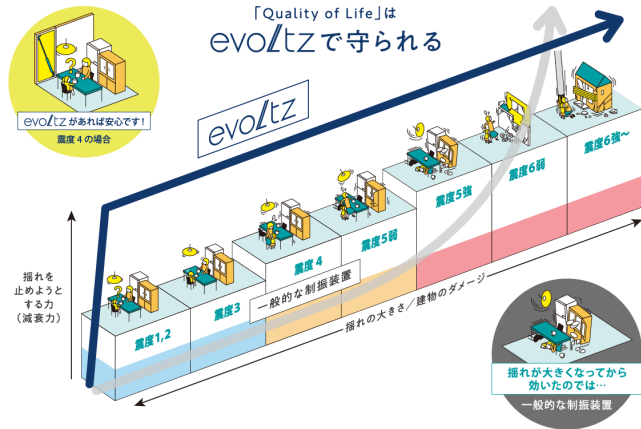 「Quality of Life」は
evoltzで守られる
evoltzがあれば安心です！
震度4の場合
evoltz
震度6強〜
震度6弱
震度5強
震度5弱
震度4
震度3
震度1,2
一般的な制振装置
揺れを
止めようと
する力
（減衰力）
揺れの大きさ／建物のダメージ
揺れが大きくなってから
効いたのでは…
一般的な制振装置